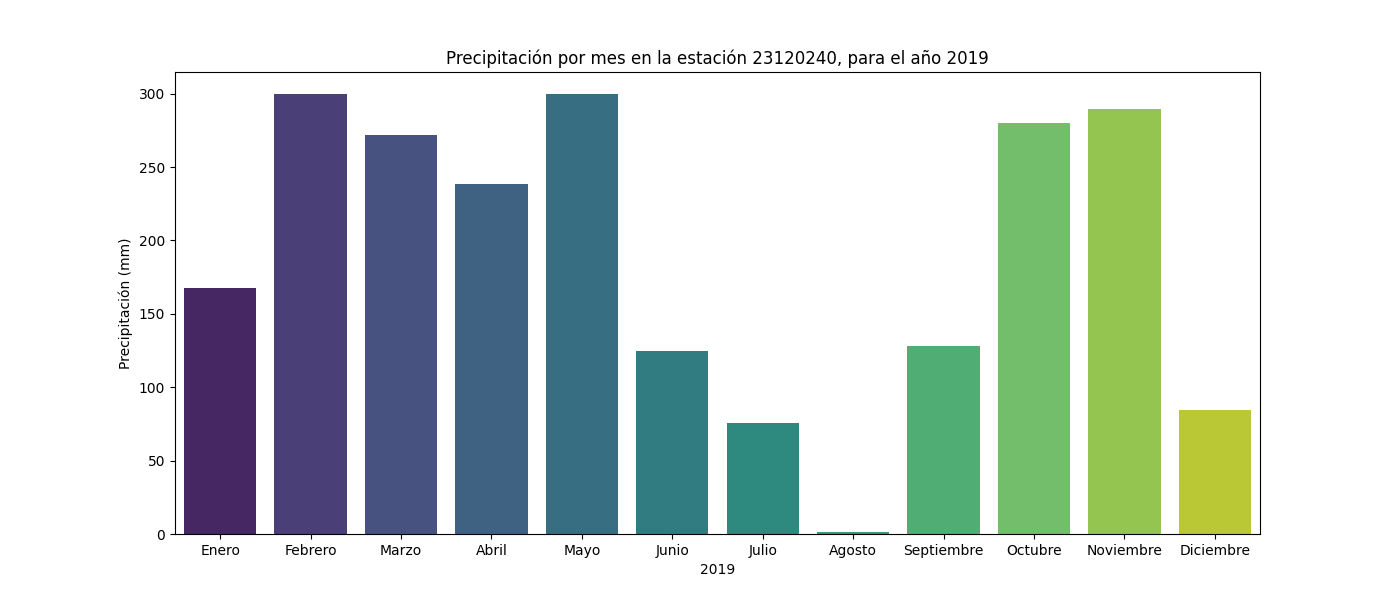 Precipitación por mes en la estación 23120240, para el año 2019
Precipitación (mm)
300
250
200
150
100
50
0
Enero Febrero Marzo Abril Mayo Junio Julio Agosto Septiembre Octubre Noviembre Diciembre
2019